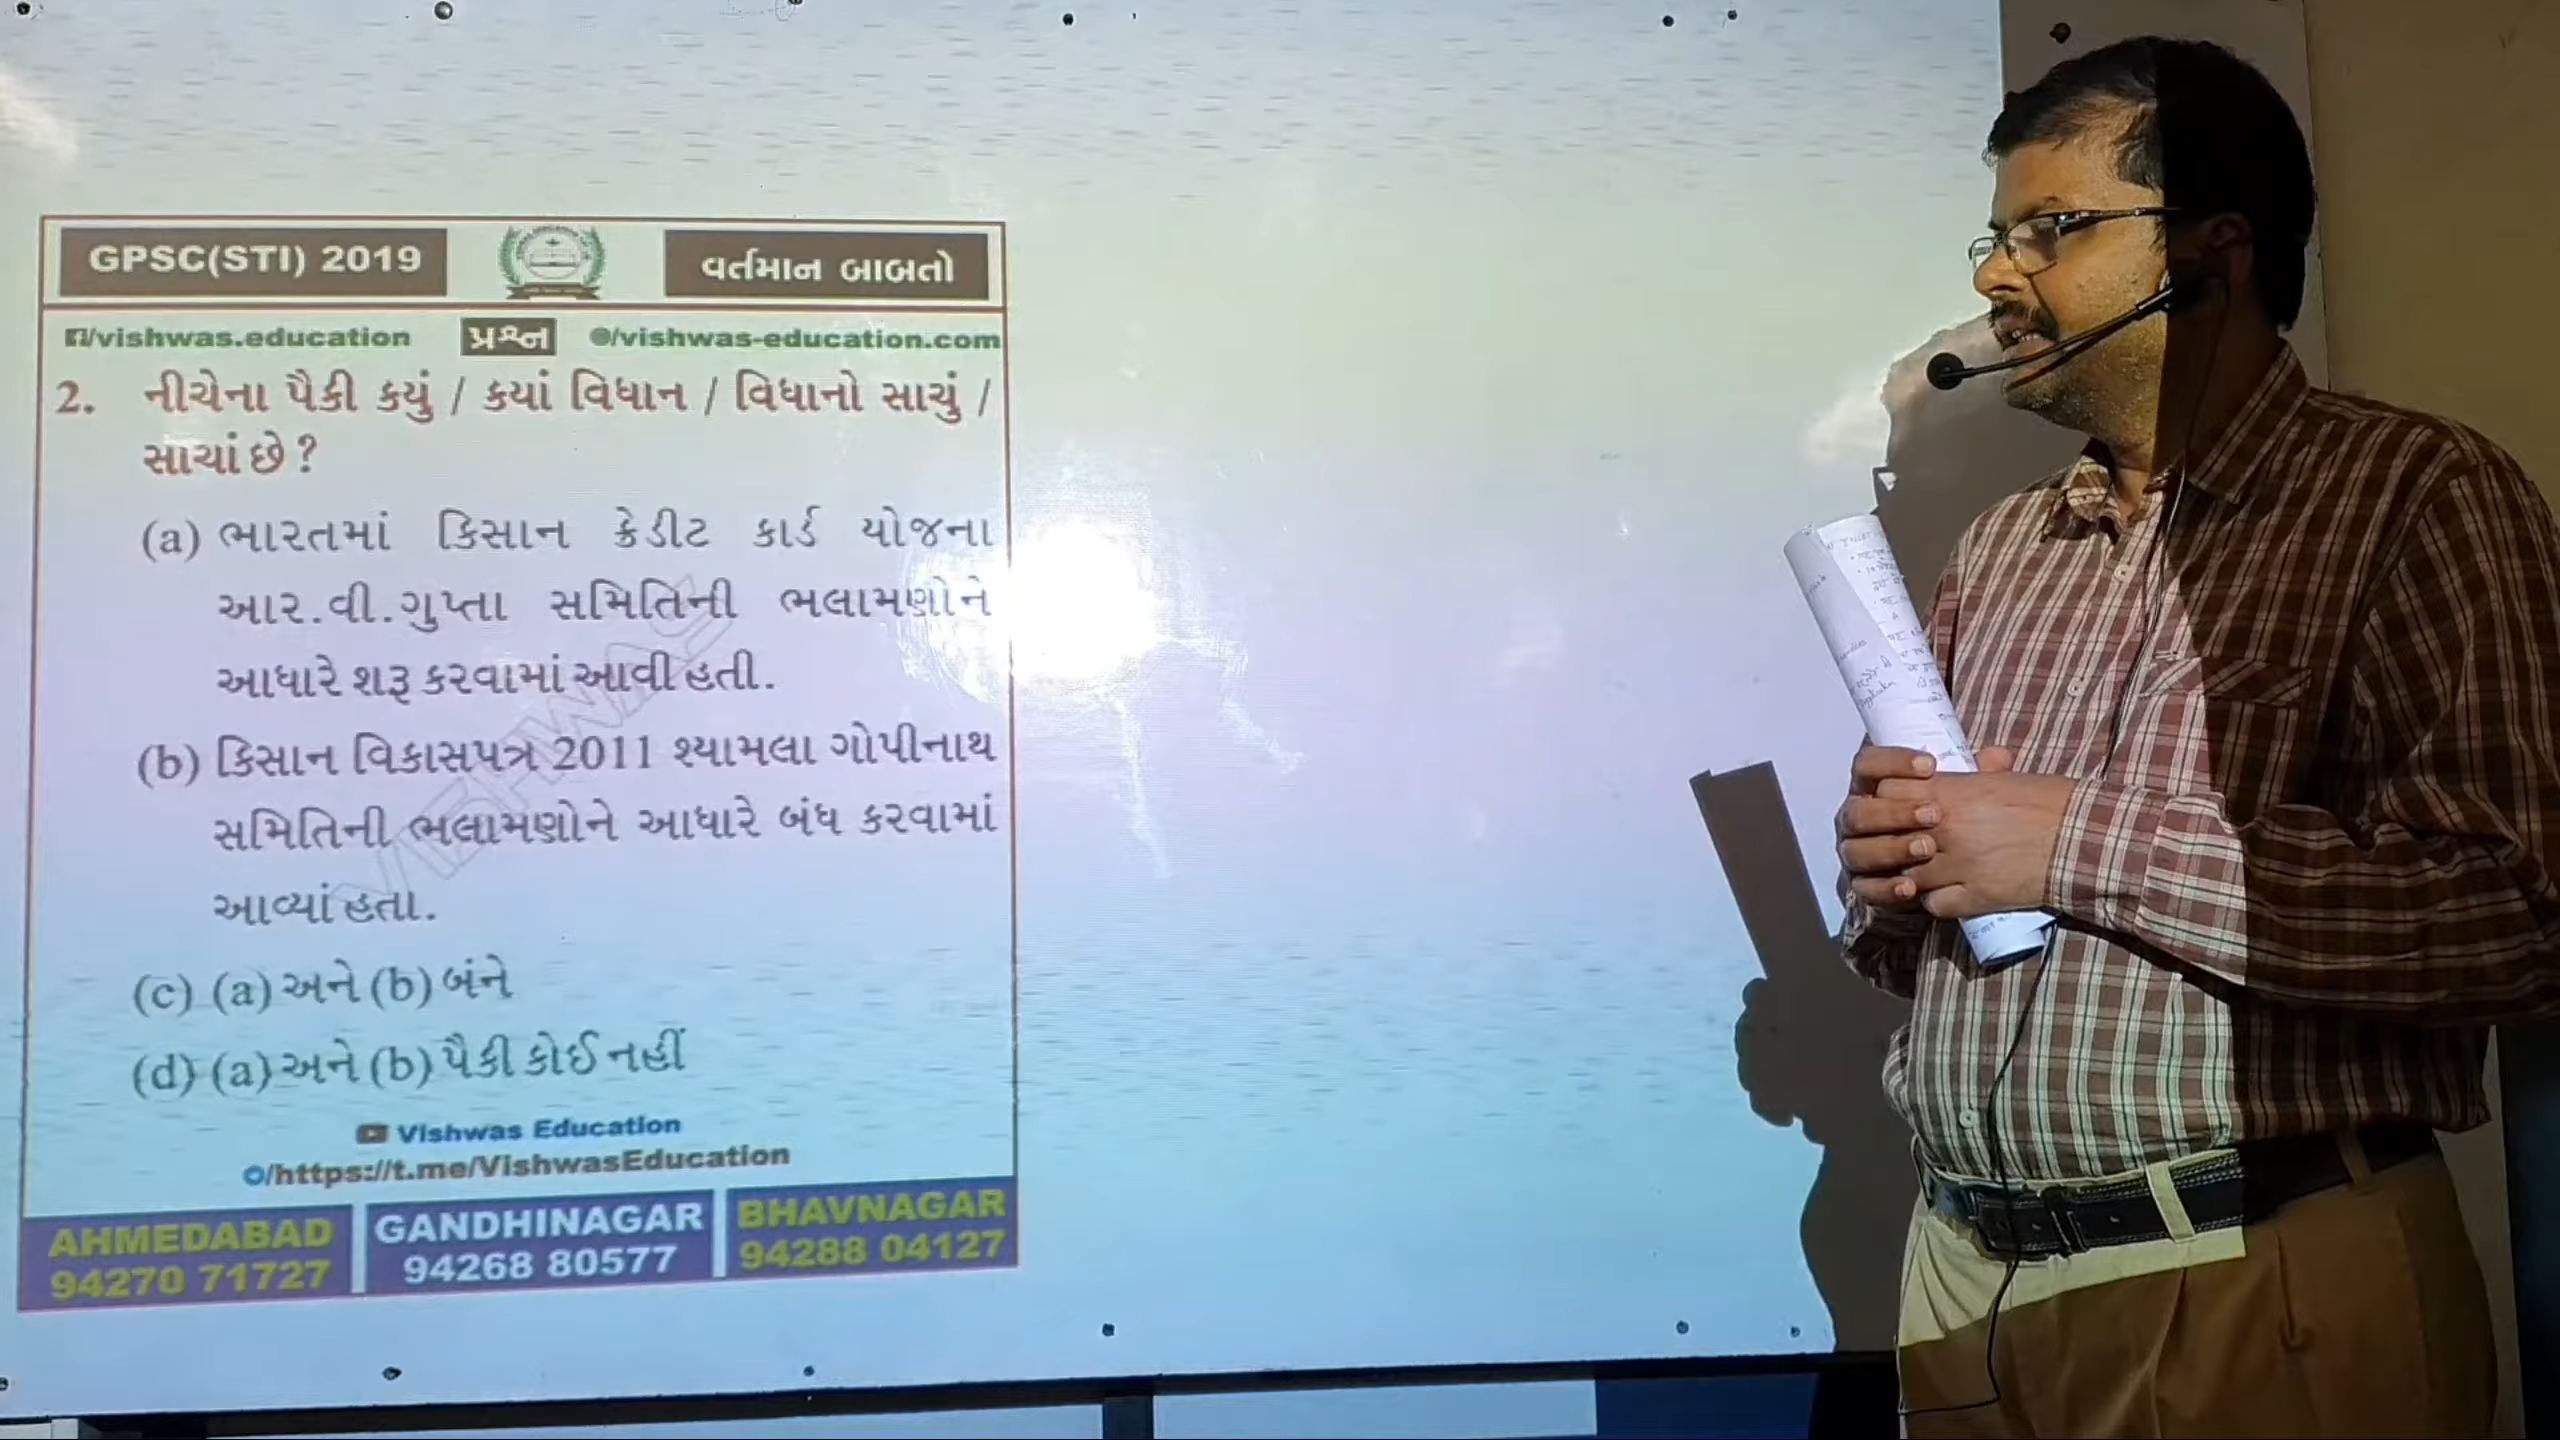 GPSC(STI) 2019
વર્તમાન બાબતો
/vishwas.education
પ્રશ્ન
/vishwas-education.com
2. નીચેના પૈકી કયું / કયાં વિધાન / વિધાનો સાચું /
સાચાં છે ?
(a) ભારતમાં કિસાન ક્રેડીટ કાર્ડ યોજના
આર.વી.ગુપ્તા સમિતિની ભલામણોને
આધારે શરૂ કરવામાં આવી હતી.
(b) કિસાન વિકાસપત્ર 2011 શ્યામલા ગોપીનાથ
સમિતિની ભલામણોને આધારે બંધ કરવામાં
આવ્યાં હતા.
(c) (a) અને (b) બંને
(d) (a) અને (b) પૈકી કોઈ નહીં
VISHWAS
Vishwas Education
/https://t.me/VishwasEducation
AHMEDABAD
94270 71727
GANDHINAGAR
94268 80577
BHAVNAGAR
94288 04127